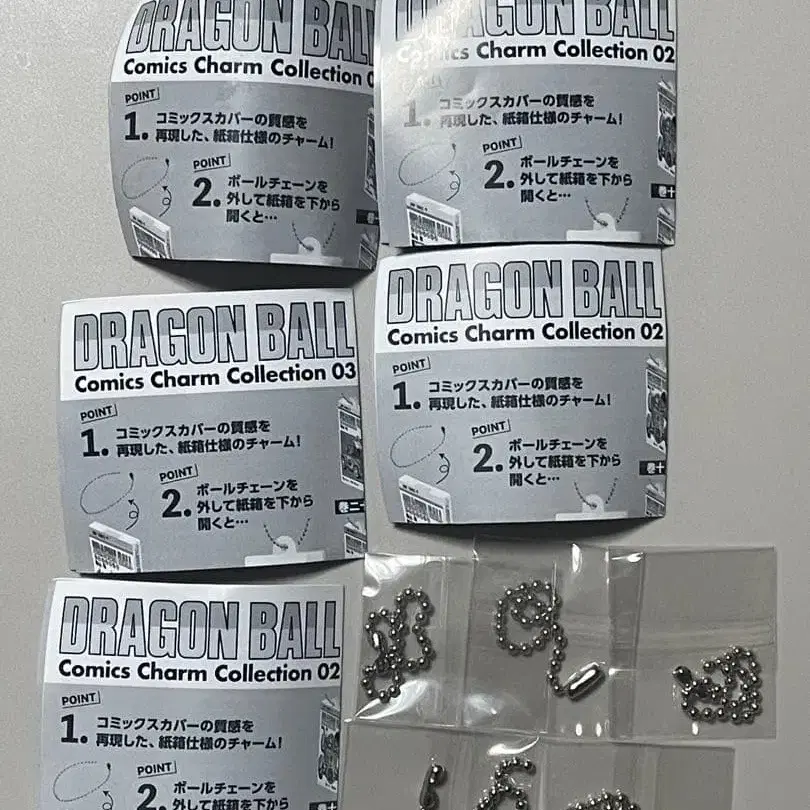 DRAGON BALL
Comics Charm Collection
POINT
1. コミックスカバーの質感を
再現した、紙箱仕様のチャーム!
POINT
2. ボールチェーンを
外して紙箱を下から
開くと…
DRAGON BALL
Comics Charm Collection 02
1. コミックスカバーの質感を
再現した、紙箱仕様のチャーム!
POINT
2. ボールチェーンを
外して紙箱を下から
開くと…
巻十
DRAGON BALL
DRAGON BALL
Comics Charm Collection 03
POINT
1. コミックスカバーの質感を
再現した、紙箱仕様のチャーム!
POINT
2. ボールチェーンを
外して紙箱を下から
開くと…
巻二十
DRAGON BALL
DRAGON BALL
Comics Charm Collection 02
POINT
1. コミックスカバーの質感を
再現した、紙箱仕様のチャーム!
POINT
2. ボールチェーンを
外して紙箱を下から
開くと…
巻十
DRAGON BALL
DRAGON BALL
Comics Charm Collection 02
POINT
1. コミックスカバーの質感を
再現した、紙箱仕様のチャーム!
POINT
2. ボールチェーンを
外して紙箱を下から